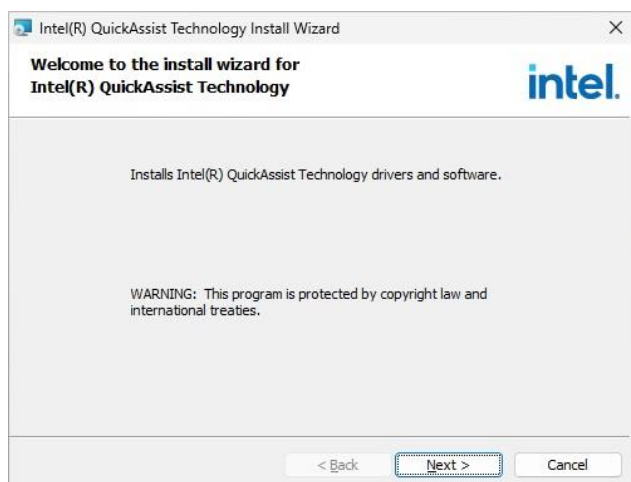 Intel(R) QuickAssist Technology Install Wizard
Welcome to the install wizard for
Intel(R) QuickAssist Technology
intel.
Installs Intel(R) QuickAssist Technology drivers and software.
WARNING: This program is protected by copyright law and
international treaties.
< Back
Next >
Cancel